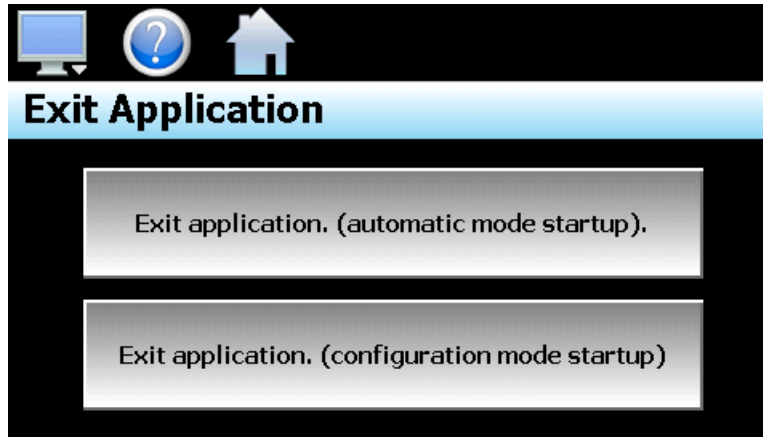 ?
Exit Application
Exit application. (automatic mode startup).
Exit application. (configuration mode startup)